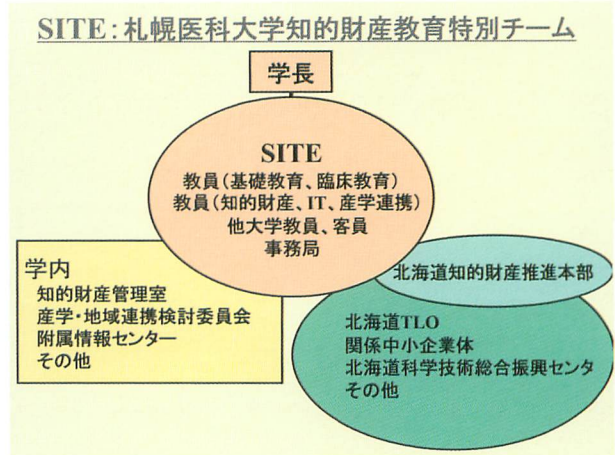 SITE:札幌医科大学知的財産教育特別チーム
学長
SITE
教員(基礎教育、臨床教育)
教員(知的財産、IT、産学連携)
他大学教員、客員
事務局
学内
知的財産管理室
産学・地域連携検討委員会
附属情報センター
その他
北海道知的財産推進本部
北海道TLO
関係中小企業体
北海道科学技術総合振興センタ
その他